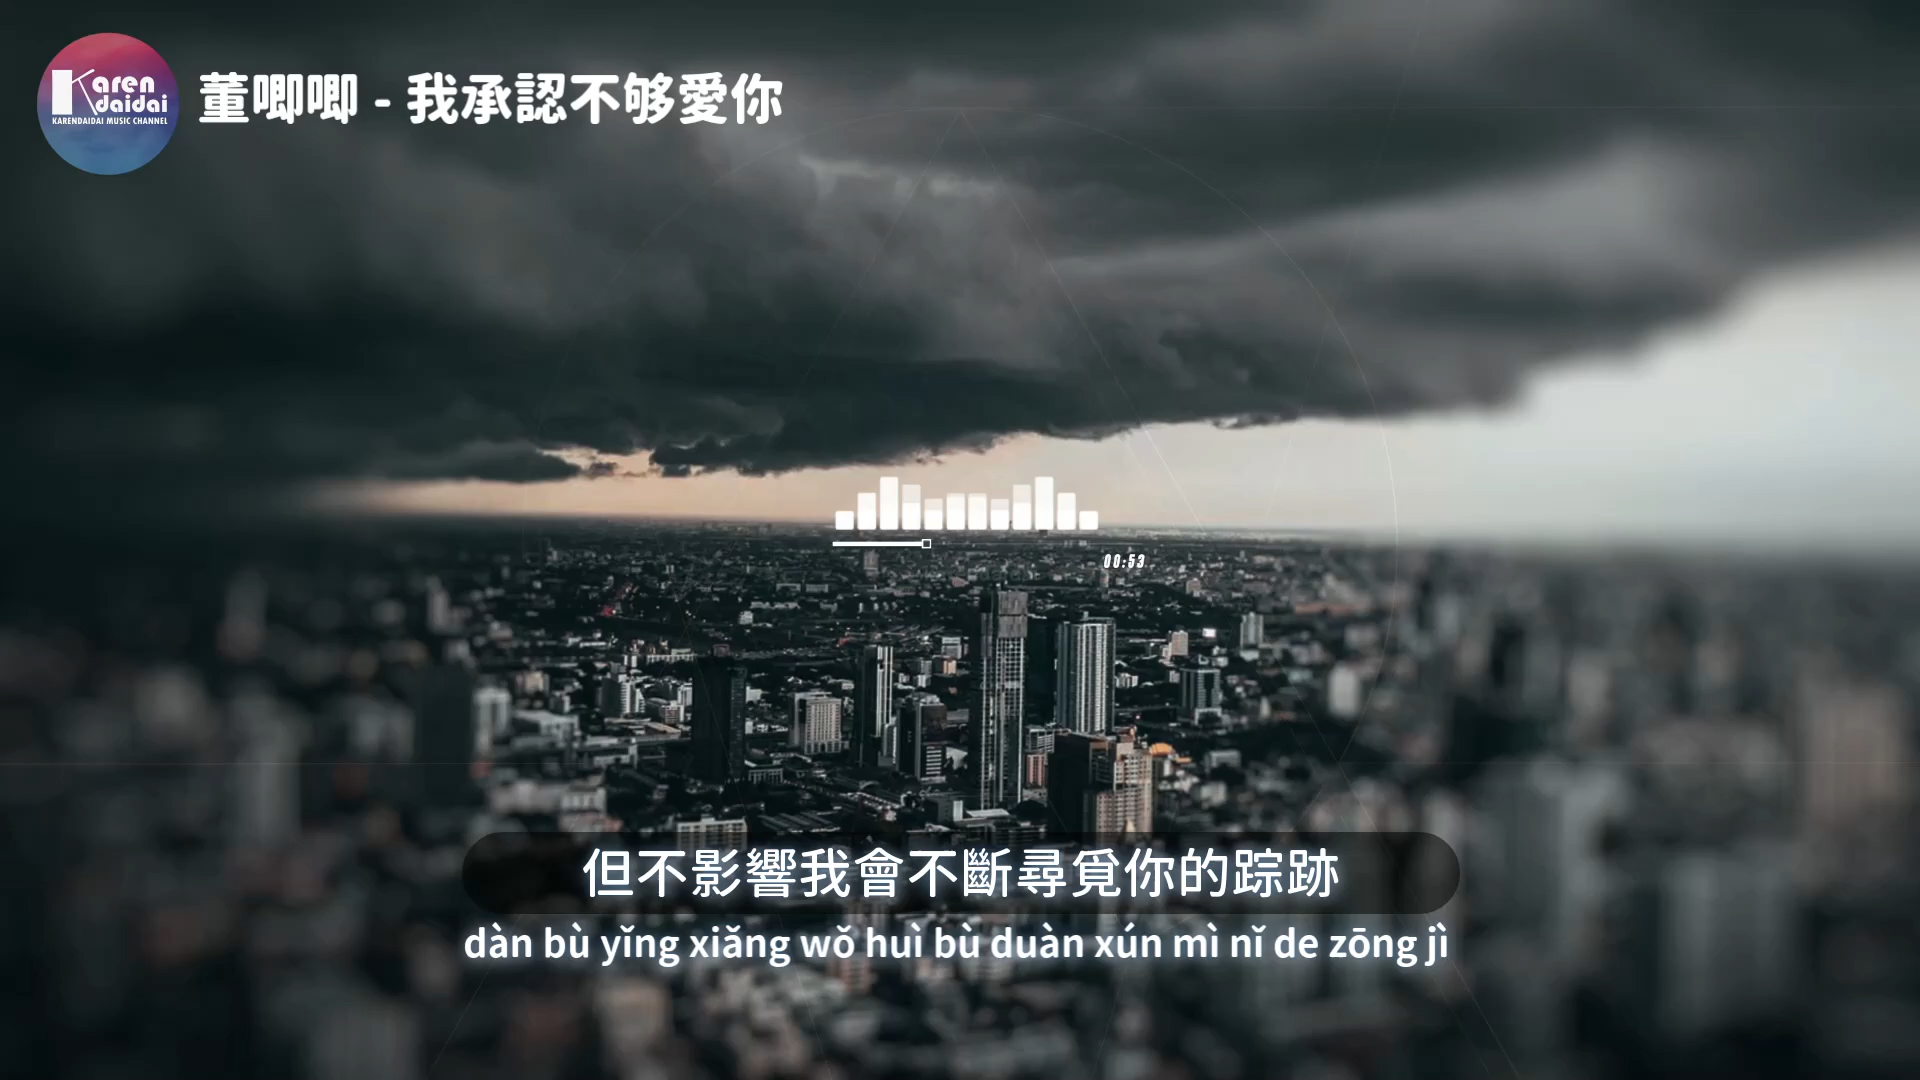 Karen
daidai
KARENDAIDAI MUSIC CHANNEL
董唧唧 - 我承認不够愛你
00:53
但不影響我會不斷尋覓你的踪跡
dàn bù yǐng xiǎng wǒ huì bù duàn xún mì nǐ de zōng jì